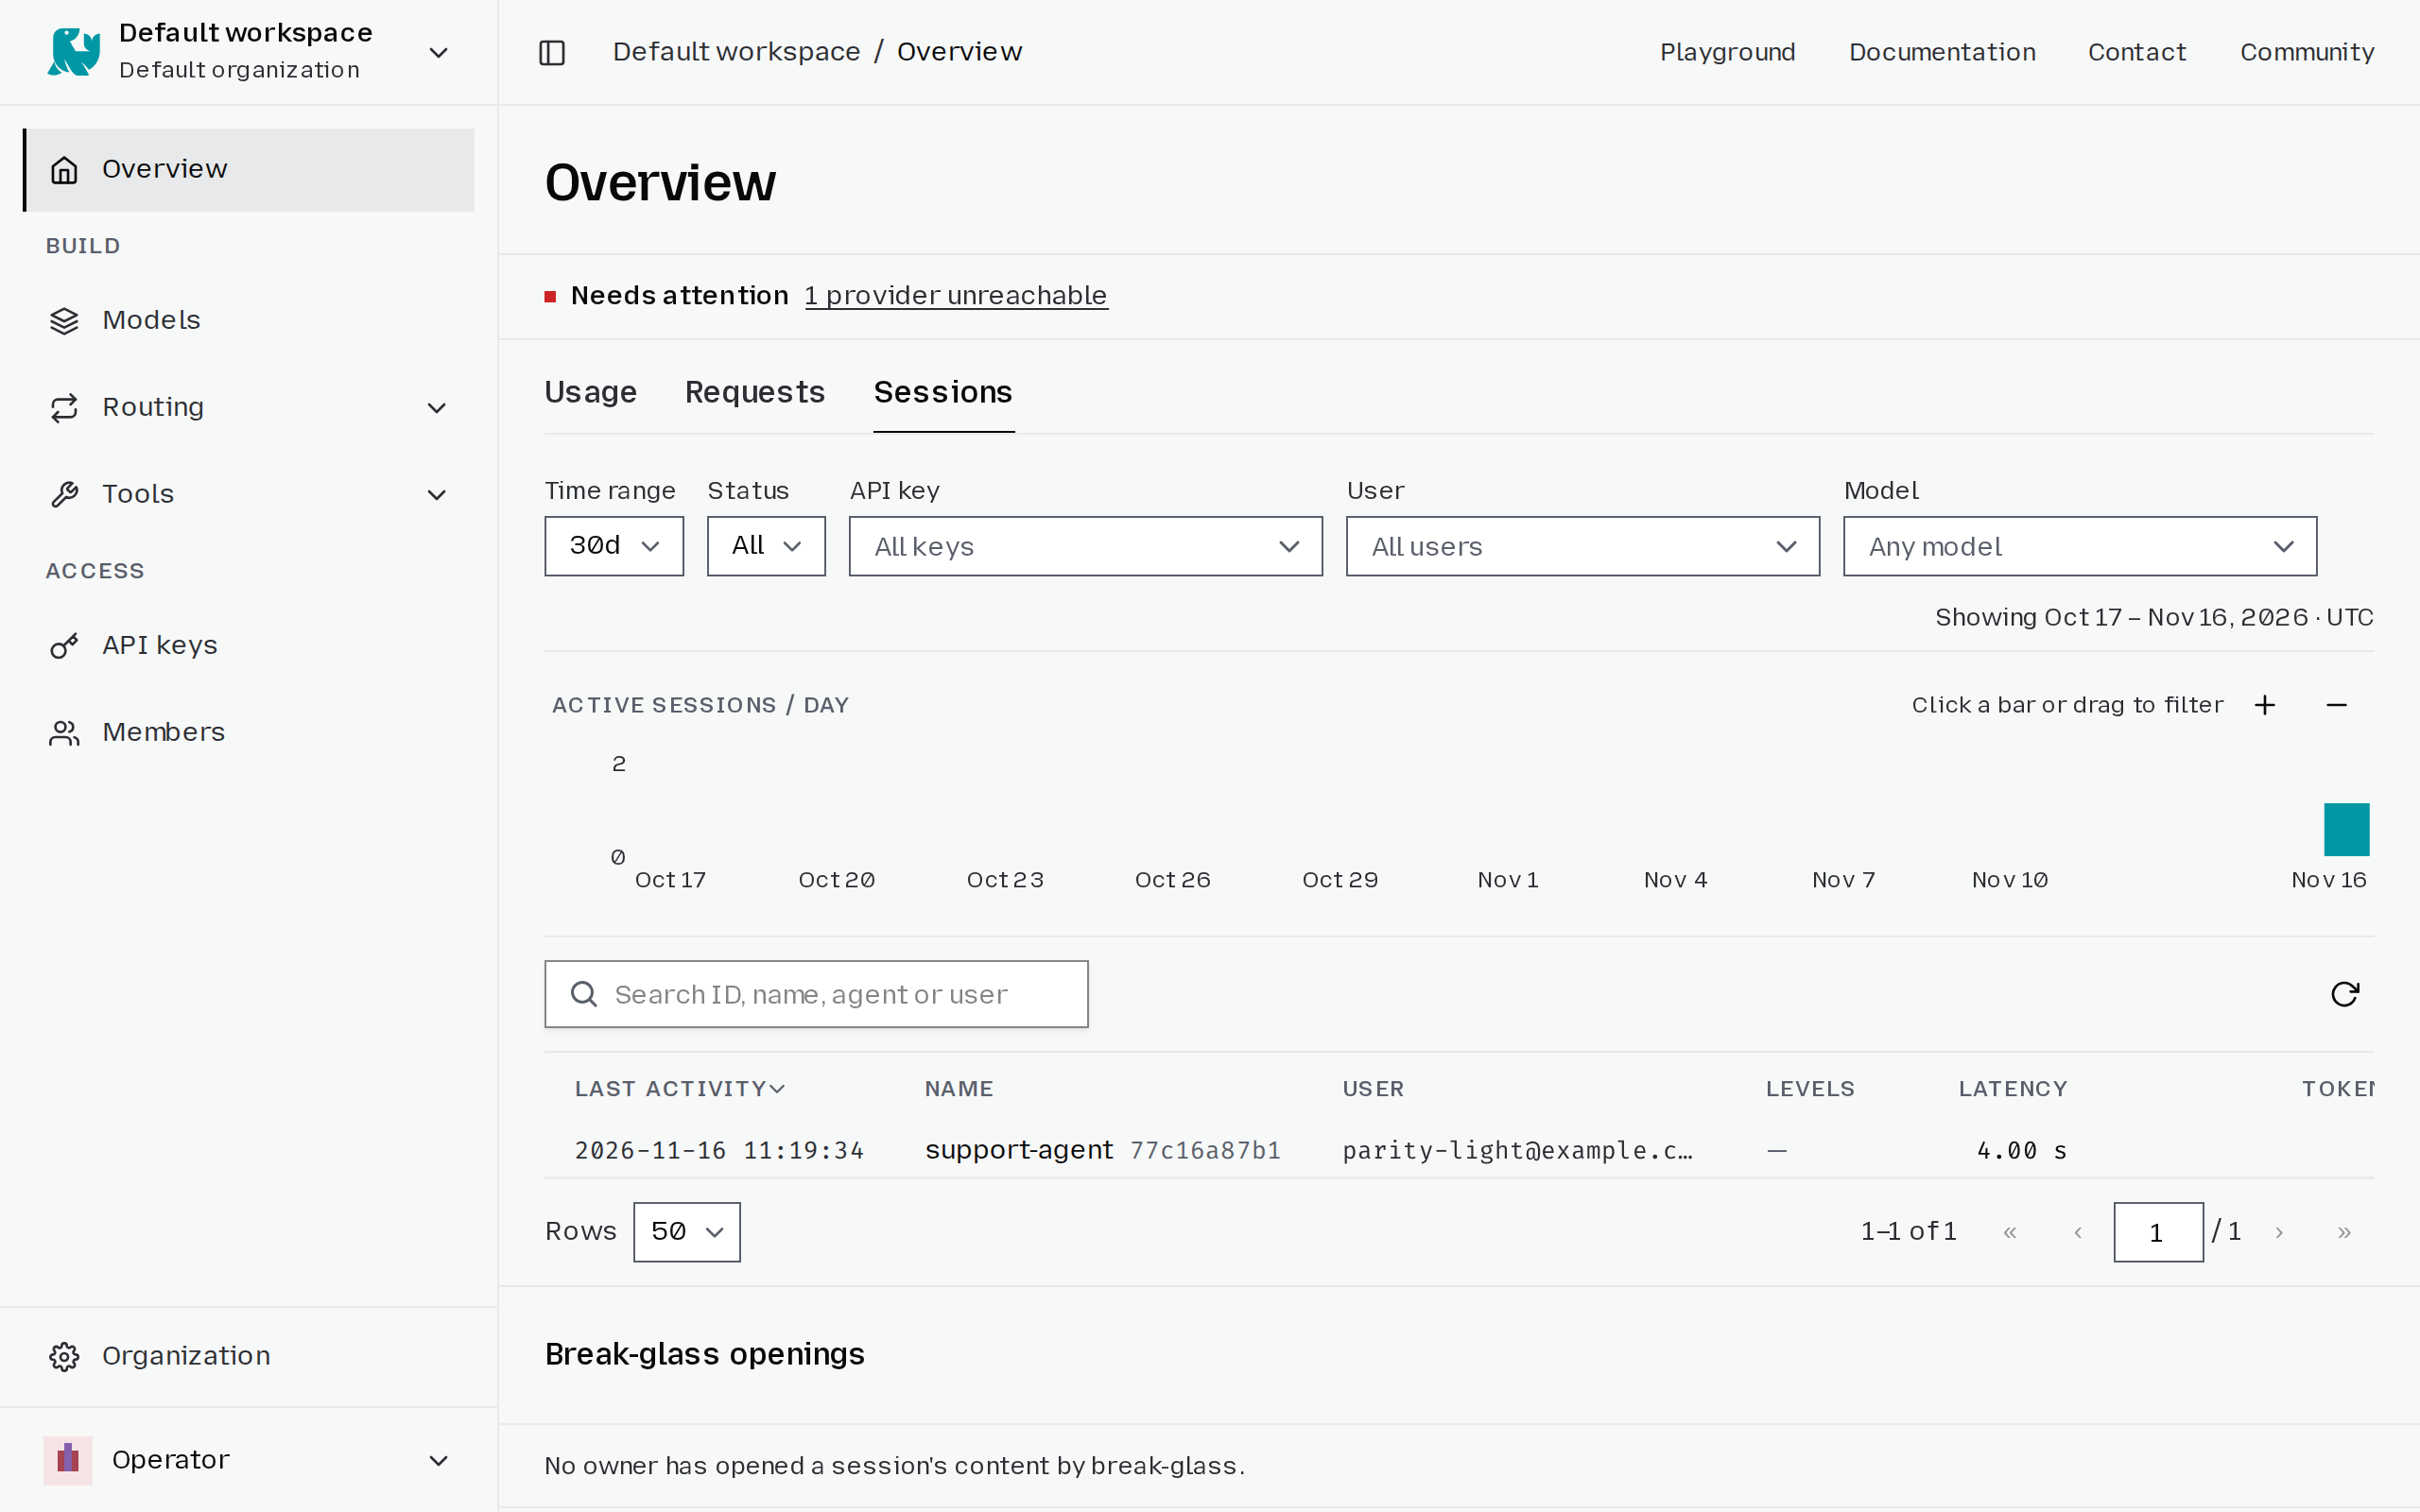 Default workspace
Default organization
Default workspace / Overview
Playground
Documentation
Contact
Community
Overview
BUILD
Models
Routing
Tools
ACCESS
API keys
Members
Organization
Operator
Overview
Needs attention 1 provider unreachable
Usage
Requests
Sessions
Time range
Status
API key
User
Model
30d
All
All keys
All users
Any model
Showing Oct 17 – Nov 16, 2026 · UTC
ACTIVE SESSIONS / DAY
Click a bar or drag to filter
2
0
Oct 17
Oct 20
Oct 23
Oct 26
Oct 29
Nov 1
Nov 4
Nov 7
Nov 10
Nov 16
Search ID, name, agent or user
LAST ACTIVITY
NAME
USER
LEVELS
LATENCY
TOKEN
2026-11-16 11:19:34
support-agent 77c16a87b1
parity-light@example.c…
—
4.00 s
Rows
50
1–1 of 1
«
‹
1
/ 1
›
»
Break-glass openings
No owner has opened a session's content by break-glass.